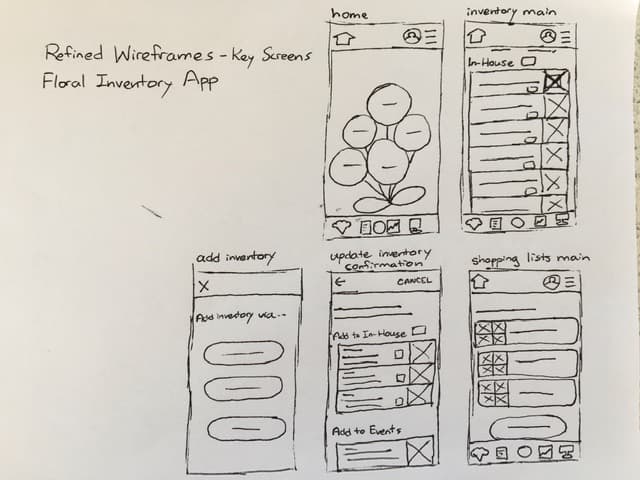 Refined Wireframes - Key Screens
Floral Inventory App
home
inventory main
In-House
add inventory
X
Add inventory via...
update inventory
confirmation
CANCEL
Add to In-House
Add to Events
shopping lists main